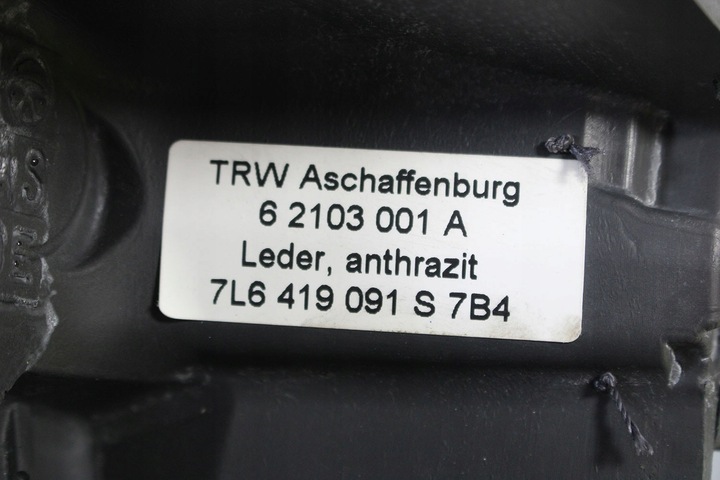 TRW Aschaffenburg
6 2103 001 A
Leder, anthrazit
7L6 419 091 S 7B4